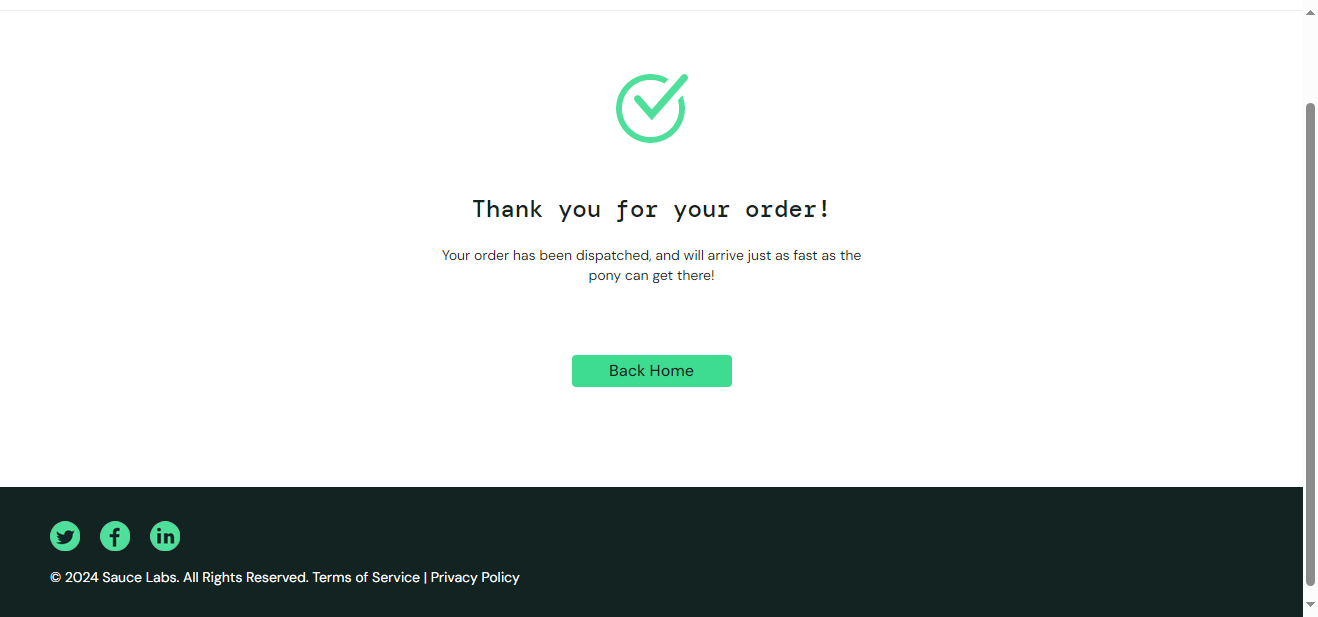 Thank you for your order!
Your order has been dispatched, and will arrive just as fast as the
pony can get there!
Back Home
© 2024 Sauce Labs. All Rights Reserved. Terms of Service | Privacy Policy